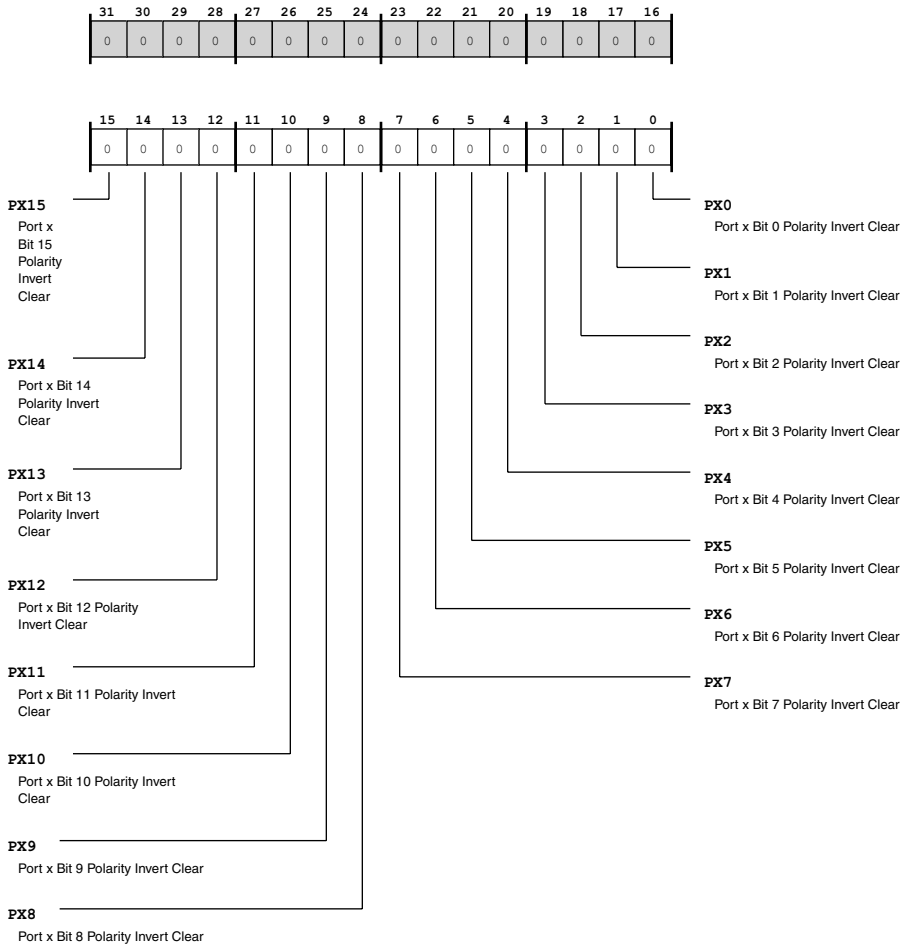 31 30 29 28 27 26 25 24 23 22 21 20 19 18 17 16
0 0 0 0 0 0 0 0 0 0 0 0 0 0 0 0
15 14 13 12 11 10 9 8 7 6 5 4 3 2 1 0
0 0 0 0 0 0 0 0 0 0 0 0 0 0 0 0
PX15
Port x
Bit 15
Polarity
Invert
Clear
PX14
Port x Bit 14
Polarity Invert
Clear
PX13
Port x Bit 13
Polarity Invert
Clear
PX12
Port x Bit 12 Polarity
Invert Clear
PX11
Port x Bit 11 Polarity Invert
Clear
PX10
Port x Bit 10 Polarity Invert
Clear
PX9
Port x Bit 9 Polarity Invert Clear
PX8
Port x Bit 8 Polarity Invert Clear
PX0
Port x Bit 0 Polarity Invert Clear
PX1
Port x Bit 1 Polarity Invert Clear
PX2
Port x Bit 2 Polarity Invert Clear
PX3
Port x Bit 3 Polarity Invert Clear
PX4
Port x Bit 4 Polarity Invert Clear
PX5
Port x Bit 5 Polarity Invert Clear
PX6
Port x Bit 6 Polarity Invert Clear
PX7
Port x Bit 7 Polarity Invert Clear